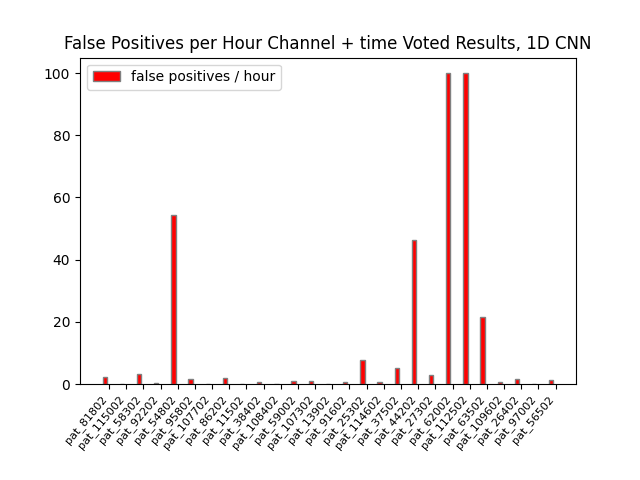 False Positives per Hour Channel + time Voted Results, 1D CNN
false positives / hour
100
80
60
40
20
0
pat_81802
pat_115002
pat_58302
pat_92202
pat_54802
pat_95802
pat_107702
pat_86202
pat_11502
pat_38402
pat_108402
pat_59002
pat_107302
pat_13902
pat_91602
pat_25302
pat_114602
pat_37502
pat_44202
pat_27302
pat_62002
pat_112502
pat_63502
pat_109602
pat_26402
pat_97002
pat_56502